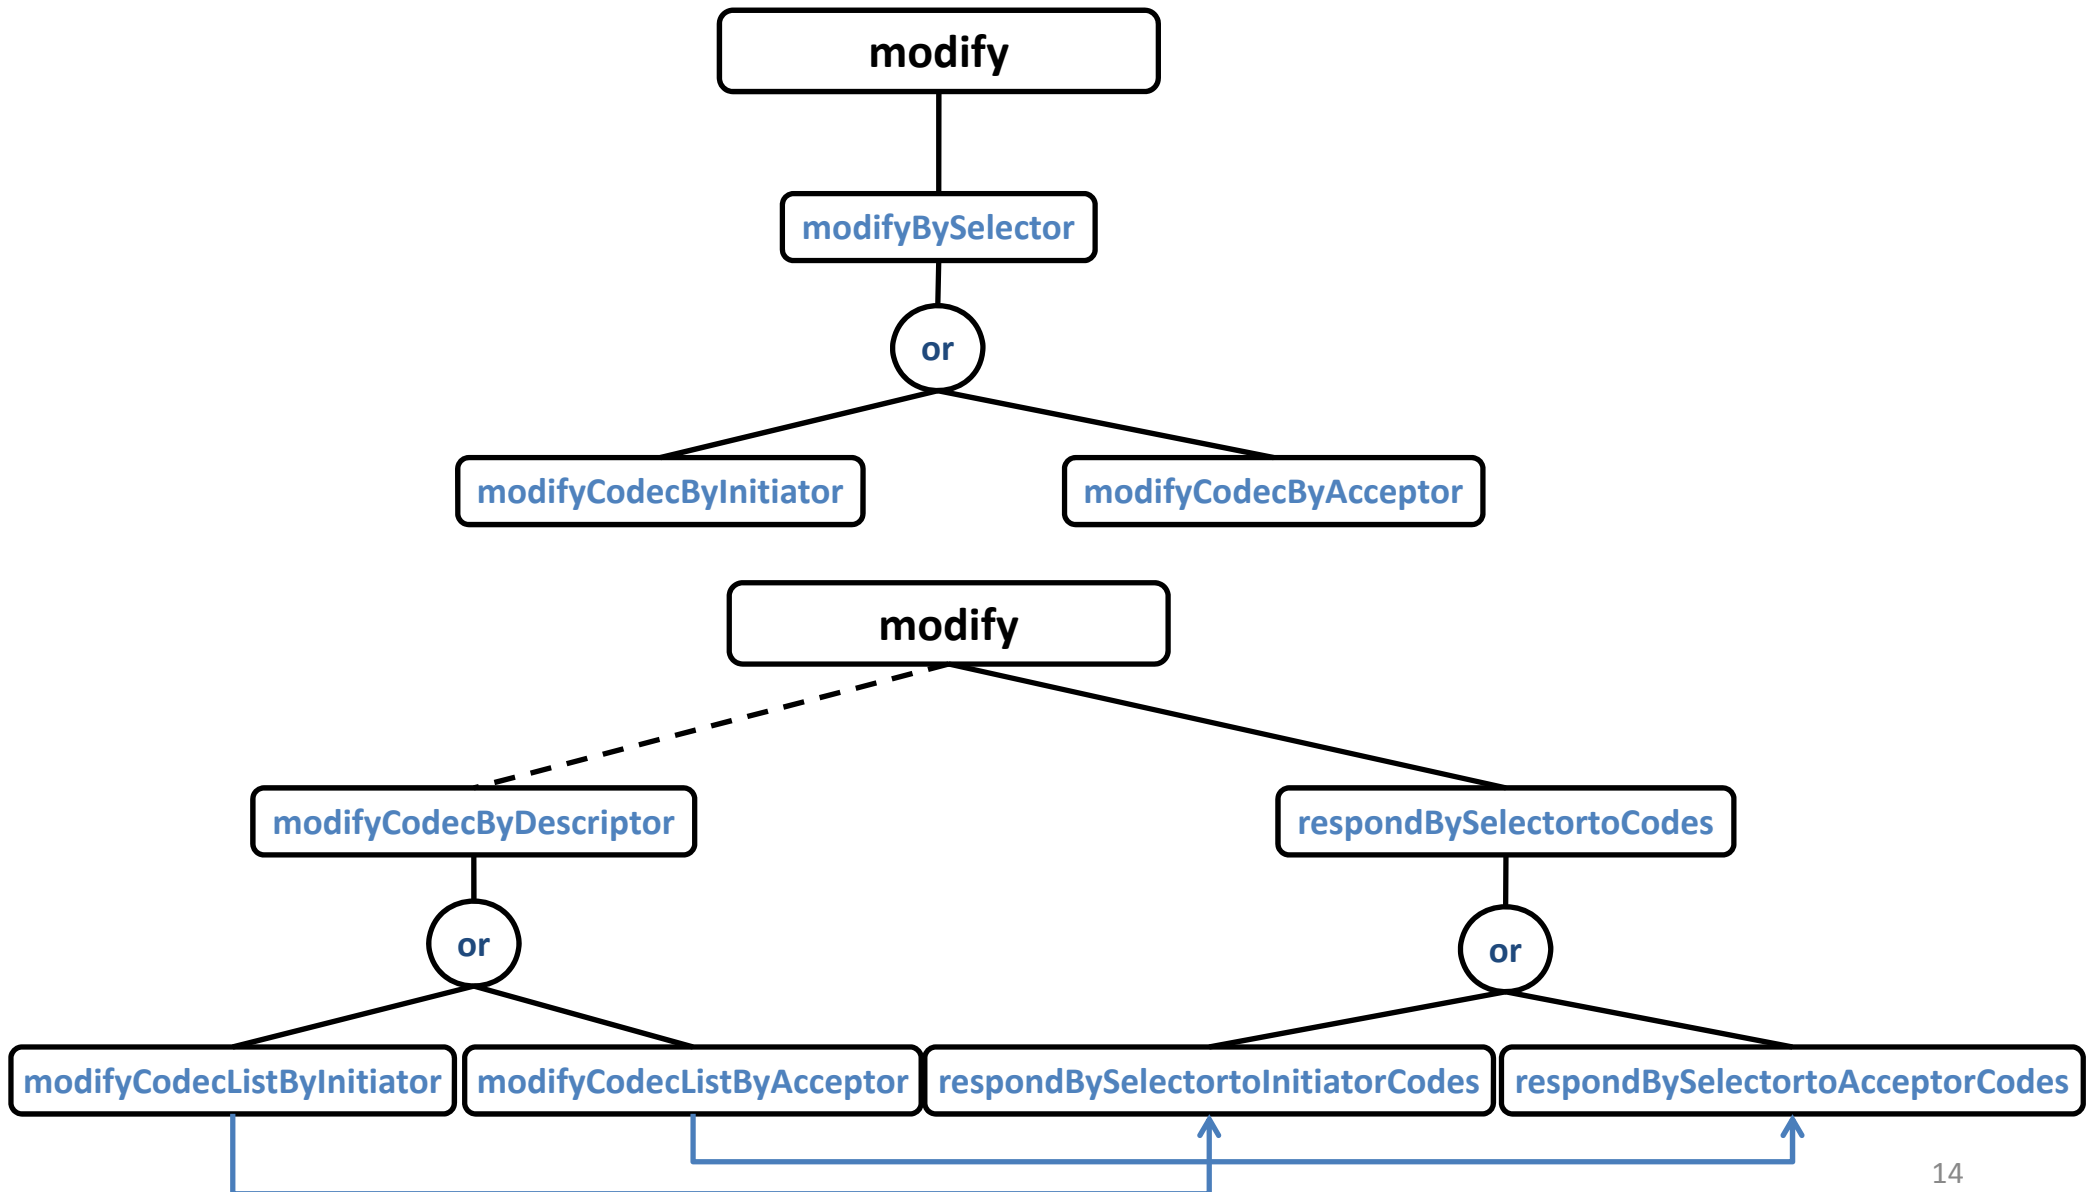 modify
modifyBySelector
or
modifyCodecByInitiator
modifyCodecByAcceptor
modify
modifyCodecByDescriptor
respondBySelectortoCodes
or
or
modifyCodecListByInitiator
modifyCodecListByAcceptor
respondBySelectortoInitiatorCodes
respondBySelectortoAcceptorCodes
14